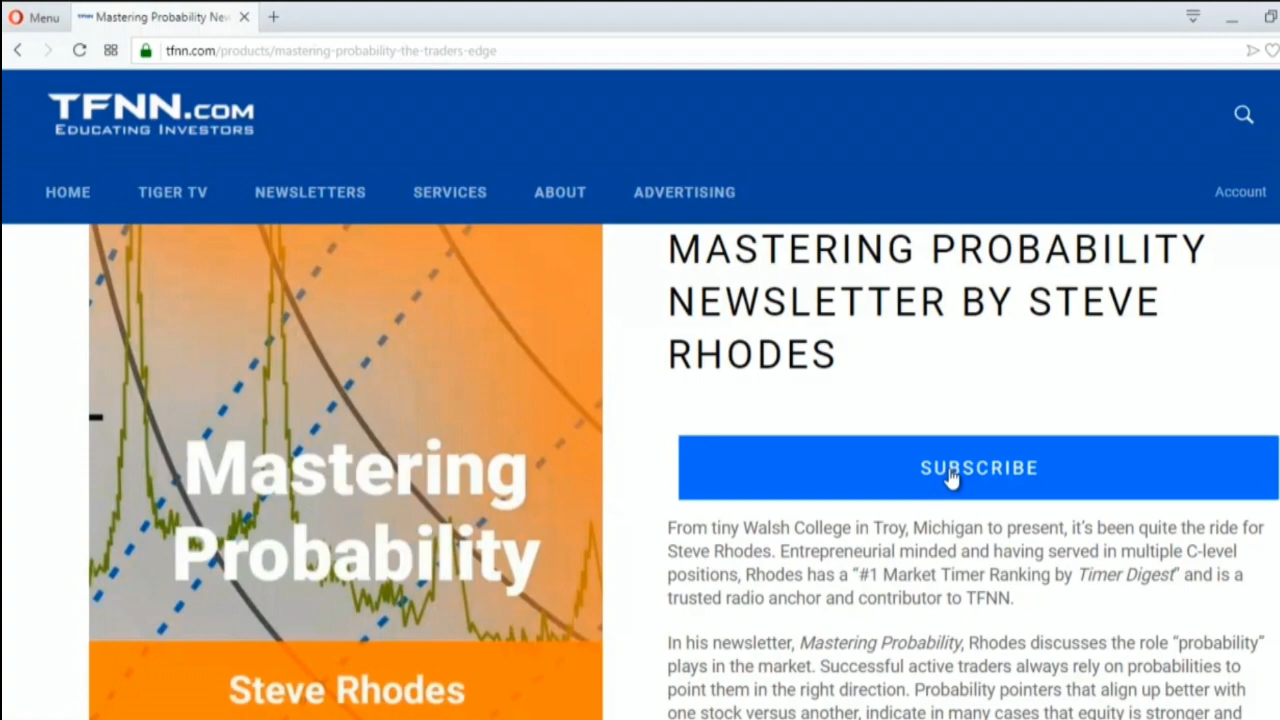 Menu
Mastering Probability New
tfnn.com/products/mastering-probability-the-traders-edge
TFNN.COM
EDUCATING INVESTORS
HOME TIGER TV NEWSLETTERS SERVICES ABOUT ADVERTISING Account
Mastering
Probability
Steve Rhodes
MASTERING PROBABILITY
NEWSLETTER BY STEVE
RHODES
SUBSCRIBE
From tiny Walsh College in Troy, Michigan to present, it's been quite the ride for
Steve Rhodes. Entrepreneurial minded and having served in multiple C-level
positions, Rhodes has a “#1 Market Timer Ranking by Timer Digest” and is a
trusted radio anchor and contributor to TFNN.
In his newsletter, Mastering Probability, Rhodes discusses the role “probability”
plays in the market. Successful active traders always rely on probabilities to
point them in the right direction. Probability pointers that align up better with
one stock versus another, indicate in many cases that equity is stronger and